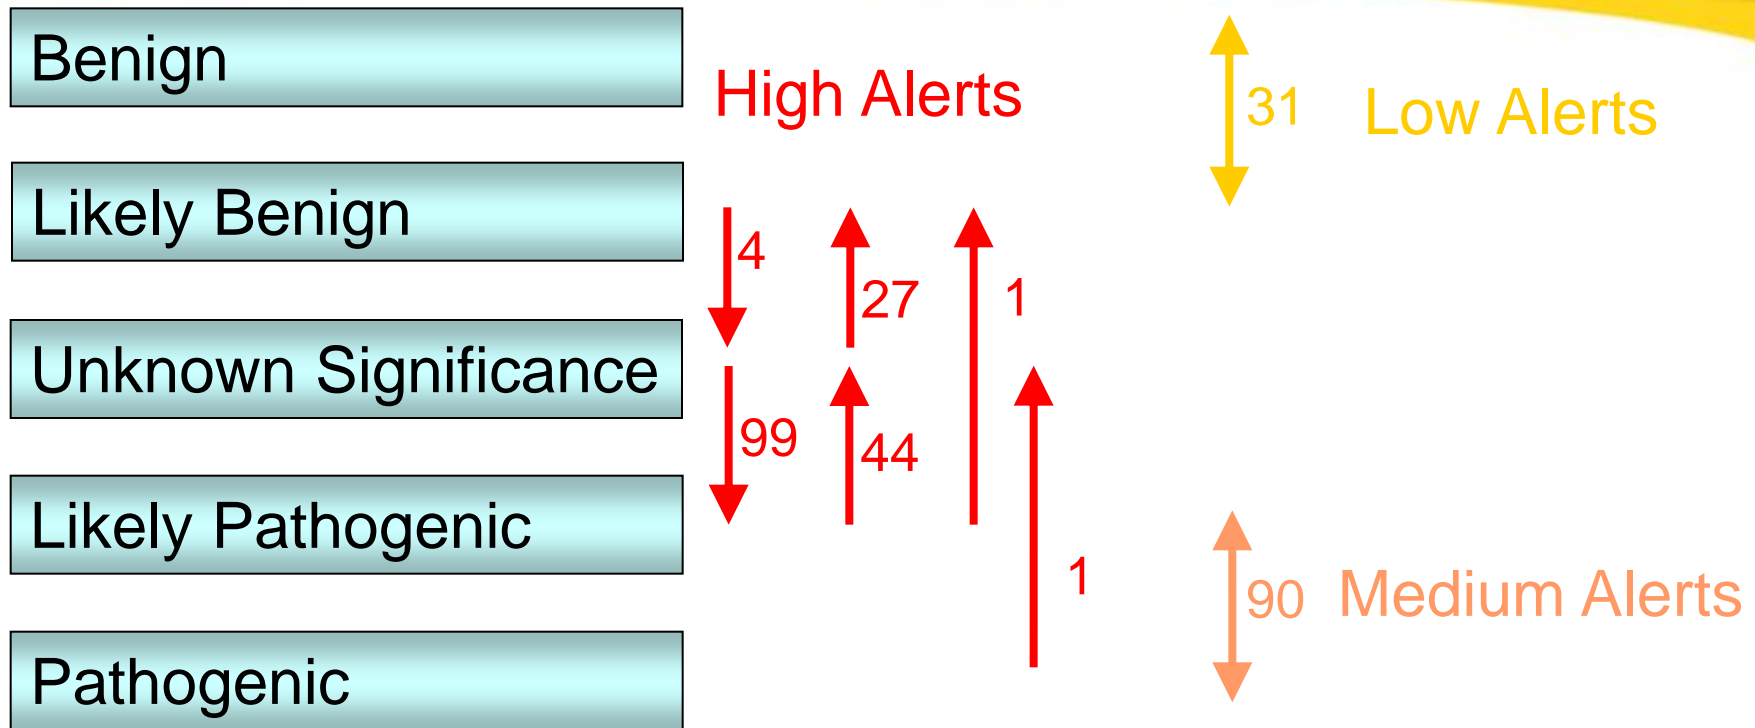 Benign
High Alerts
31 Low Alerts
Likely Benign
4
27
1
Unknown Significance
99
44
Likely Pathogenic
1
90 Medium Alerts
Pathogenic